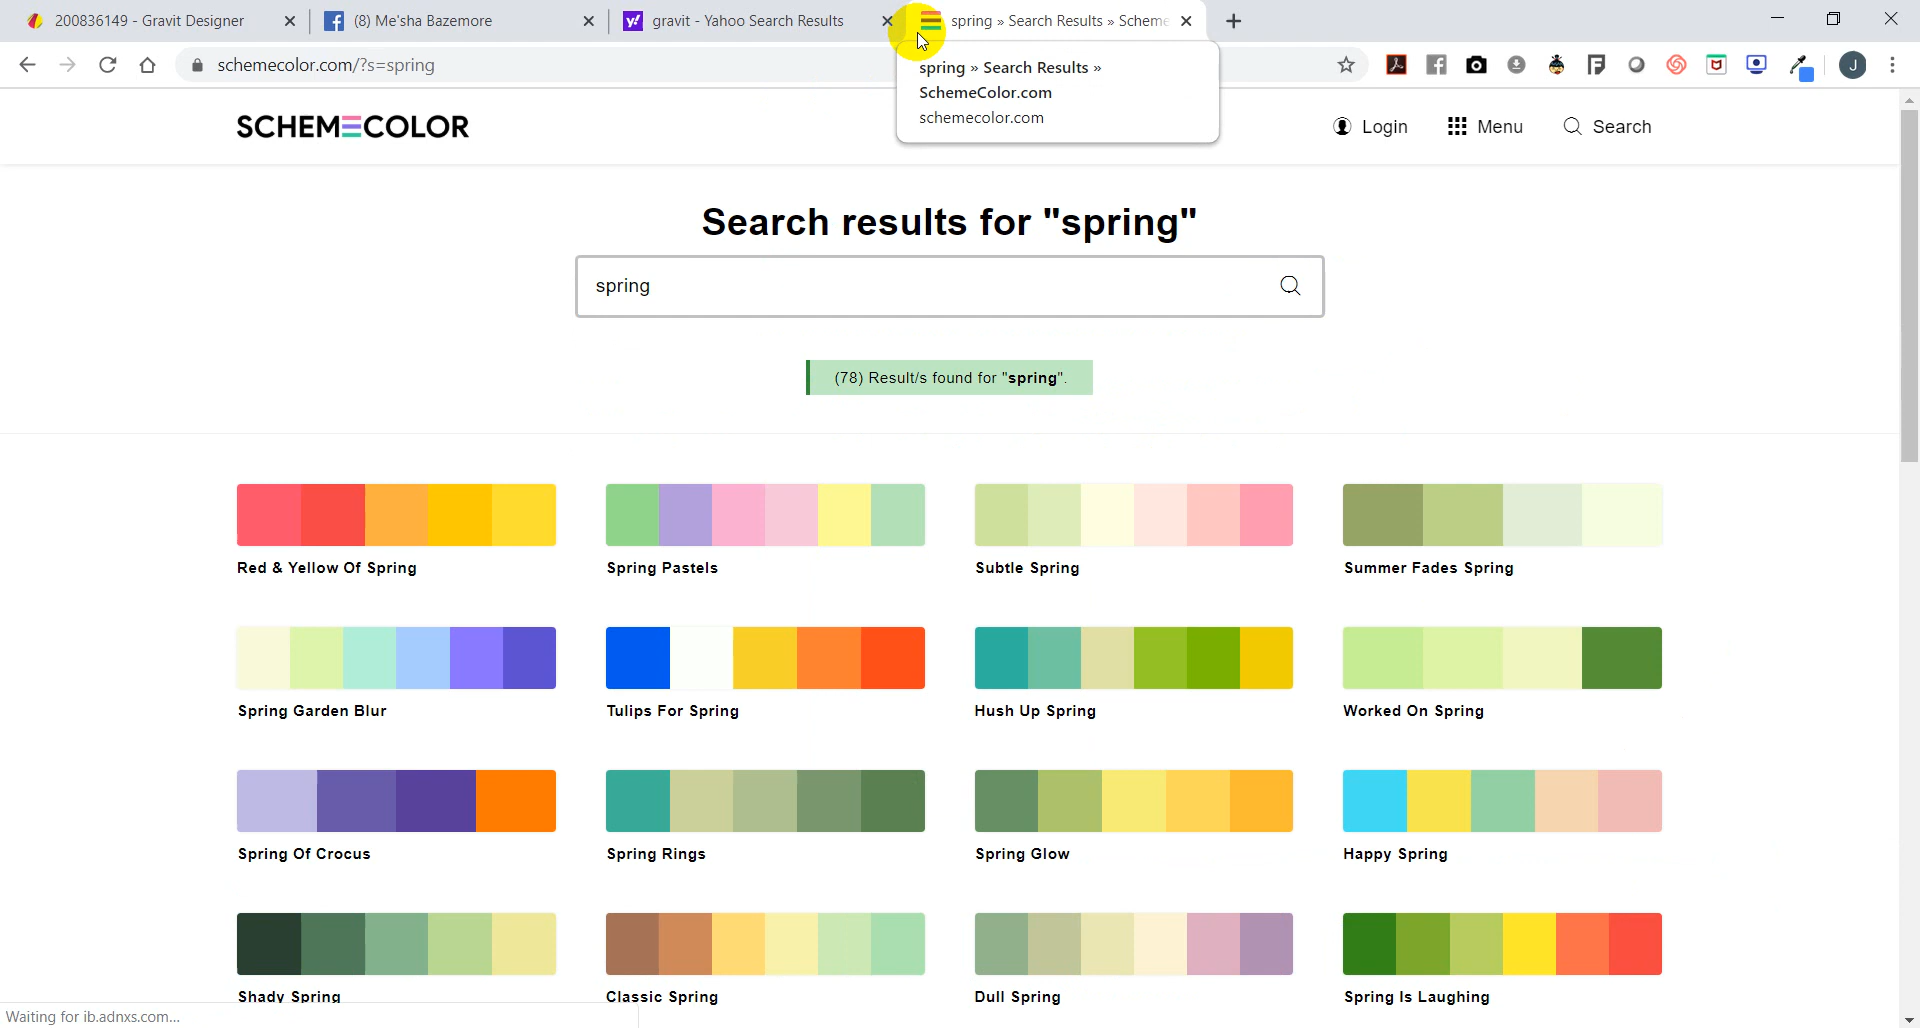 200836149 - Gravit Designer
(8) Me'sha Bazemore
gravit - Yahoo Search Results
spring » Search Results » Scheme
schemecolor.com/?s=spring
spring » Search Results »
SchemeColor.com
schemecolor.com
J
SCHEMECOLOR
Login
Menu
Search
Search results for "spring"
spring
(78) Result/s found for "spring".
Red & Yellow Of Spring
Spring Pastels
Subtle Spring
Summer Fades Spring
Spring Garden Blur
Tulips For Spring
Hush Up Spring
Worked On Spring
Spring Of Crocus
Spring Rings
Spring Glow
Happy Spring
Shady Spring
Classic Spring
Dull Spring
Spring Is Laughing
Waiting for ib.adnxs.com...